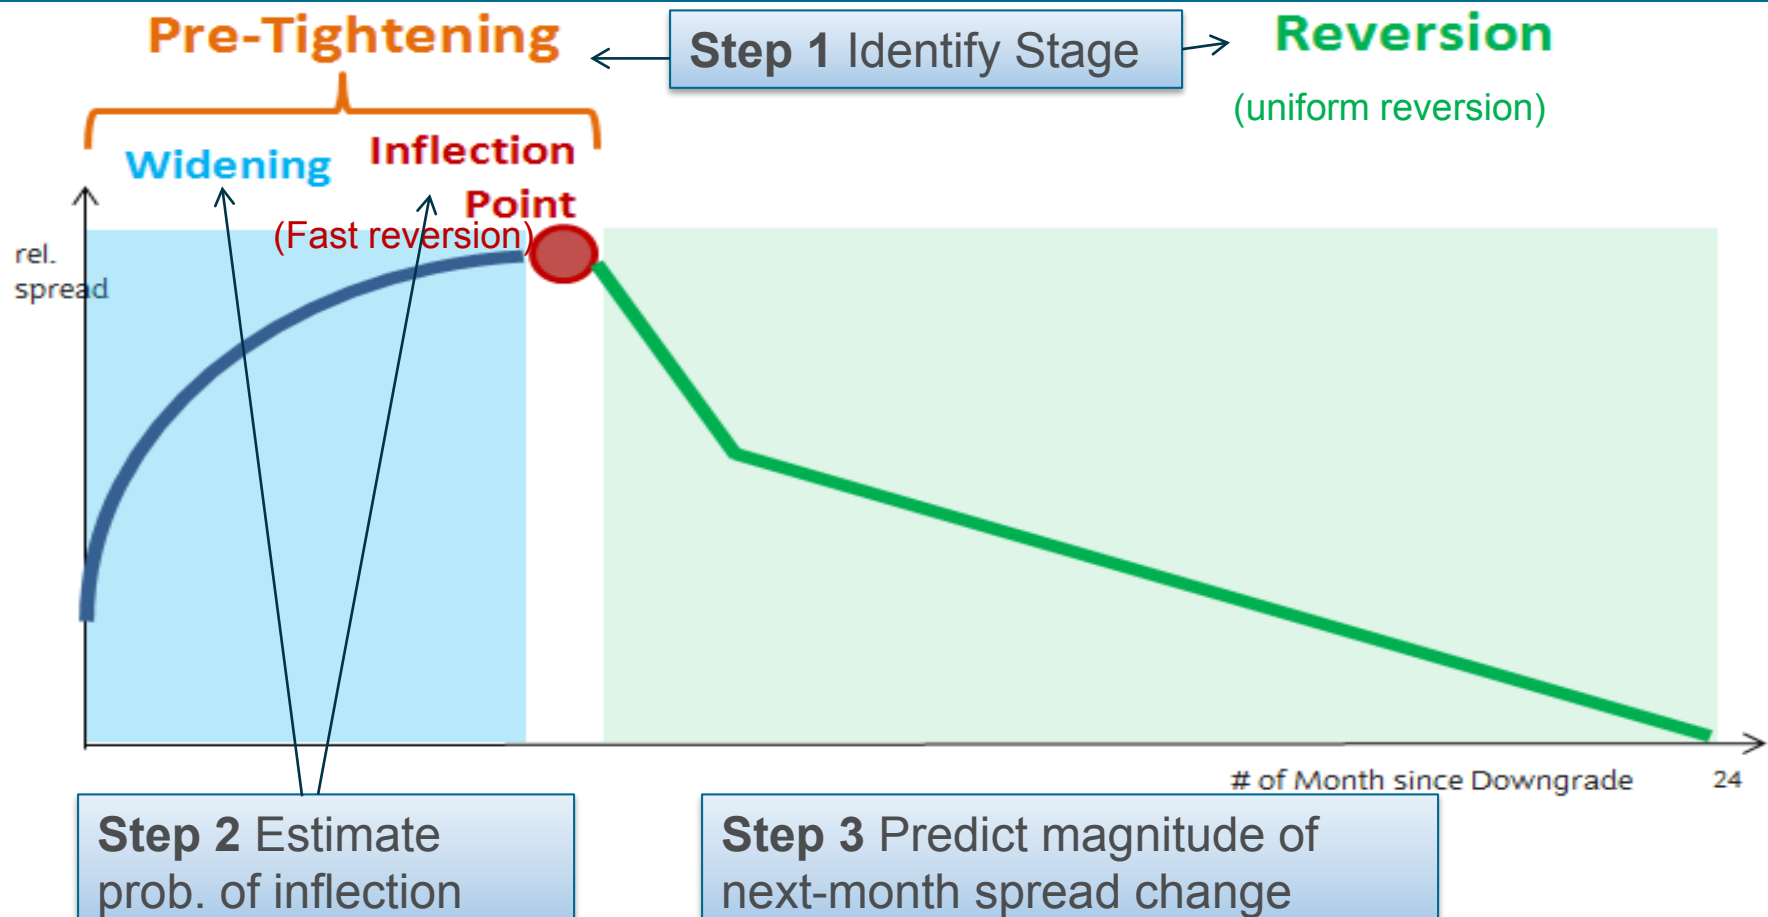 Pre-Tightening
Step 1 Identify Stage
Reversion
(uniform reversion)
Widening
Inflection
Point
(Fast reversion)
rel.
spread
# of Month since Downgrade
24
Step 2 Estimate
prob. of inflection
Step 3 Predict magnitude of
next-month spread change